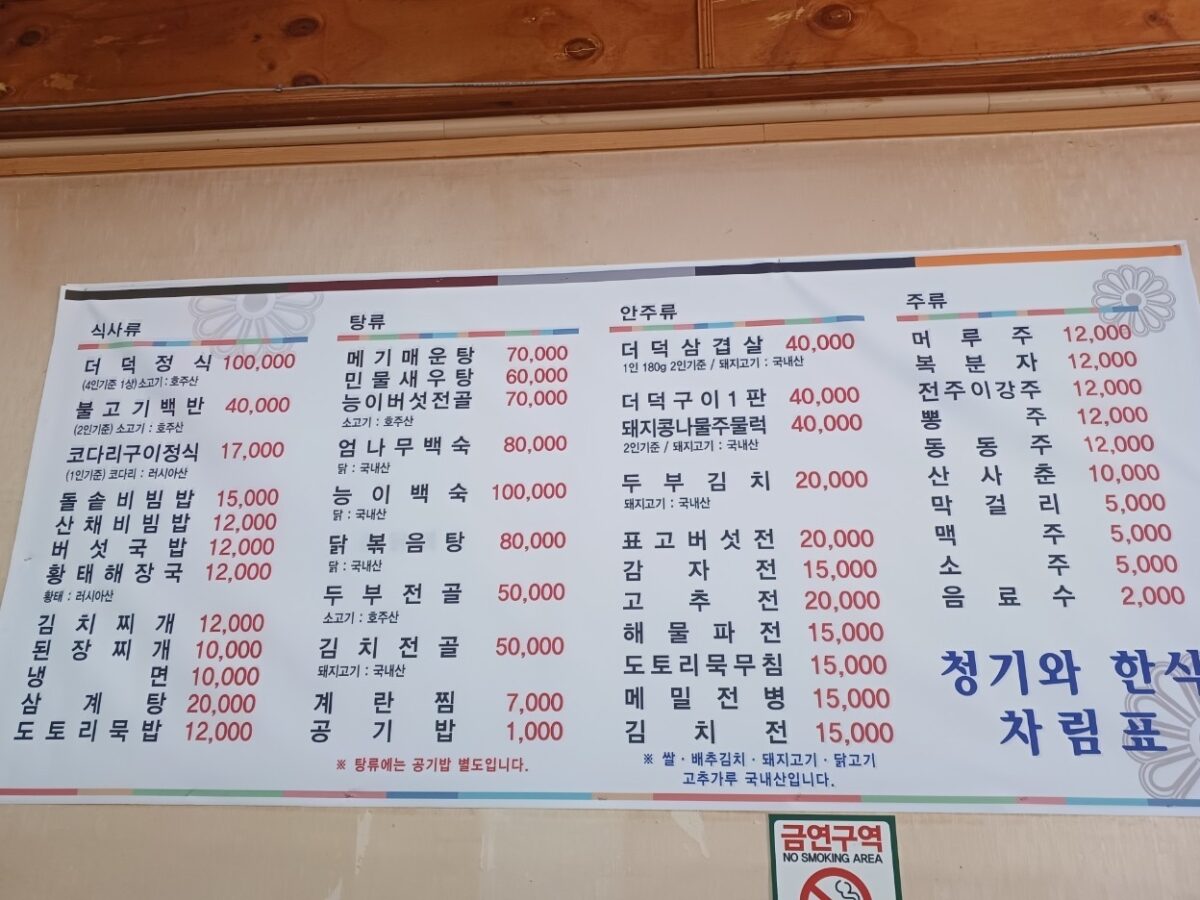 식사류
더덕정식 100,000
(4인기준 1상)소고기 : 호주산
불고기백반 40,000
(2인기준) 소고기 : 호주산
코다리구이정식 17,000
(1인기준) 코다리 : 러시아산
돌솥비빔밥 15,000
산채비빔밥 12,000
버섯국밥 12,000
황태해장국 12,000
황태 : 러시아산
김치찌개 12,000
된장찌개 10,000
냉면 10,000
삼계탕 20,000
도토리묵밥 12,000
탕류
메기매운탕 70,000
민물새우탕 60,000
능이버섯전골 70,000
소고기 : 호주산
엄나무백숙 80,000
닭 : 국내산
능이백숙 100,000
닭 : 국내산
닭볶음탕 80,000
닭 : 국내산
두부전골 50,000
소고기 : 호주산
김치전골 50,000
돼지고기 : 국내산
계란찜 7,000
공기밥 1,000
※ 탕류에는 공기밥 별도입니다.
안주류
더덕삼겹살 40,000
1인 180g 2인기준 / 돼지고기 : 국내산
더덕구이1판 40,000
돼지콩나물주물럭 40,000
2인기준 / 돼지고기 : 국내산
두부김치 20,000
돼지고기 : 국내산
표고버섯전 20,000
감자전 15,000
고추전 20,000
해물파전 15,000
도토리묵무침 15,000
메밀전병 15,000
김치전 15,000
※ 쌀 · 배추김치 · 돼지고기 · 닭고기
고추가루 국내산입니다.
주류
머루주 12,000
복분자 12,000
전주이강주 12,000
뽕주 12,000
동동주 12,000
산사춘 10,000
막걸리 5,000
맥주 5,000
소주 5,000
음료수 2,000
청기와 한식
차림표
금연구역
NO SMOKING AREA